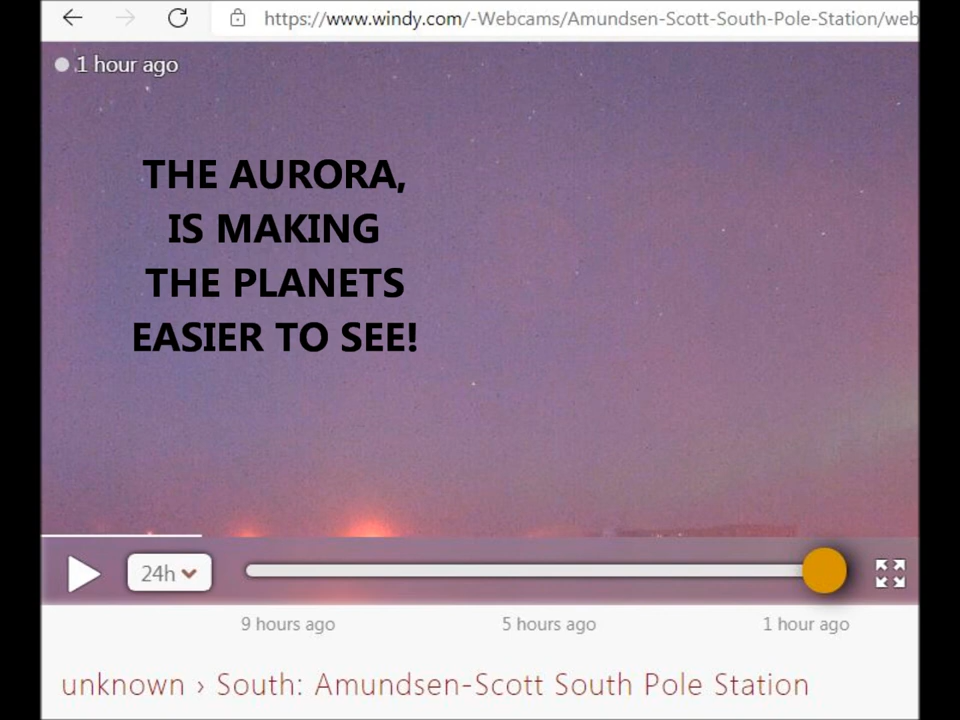 https://www.windy.com/-Webcams/Amundsen-Scott-South-Pole-Station/web
1 hour ago
THE AURORA,
IS MAKING
THE PLANETS
EASIER TO SEE!
24h
9 hours ago 5 hours ago 1 hour ago
unknown › South: Amundsen-Scott South Pole Station